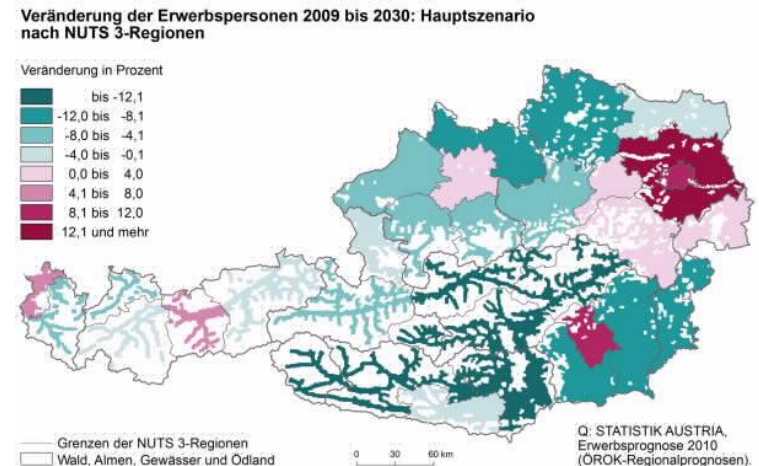 Veränderung der Erwerbspersonen 2009 bis 2030: Hauptszenario
nach NUTS 3-Regionen
Veränderung in Prozent
bis -12,1
-12,0 bis -8,1
-8,0 bis -4,1
-4,0 bis -0,1
0,0 bis 4,0
4,1 bis 8,0
8,1 bis 12,0
12,1 und mehr
Grenzen der NUTS 3-Regionen
Wald, Almen, Gewässer und Ödland
0 30 60 km
Q: STATISTIK AUSTRIA,
Erwerbsprognose 2010
(ÖROK-Regionalprognosen).